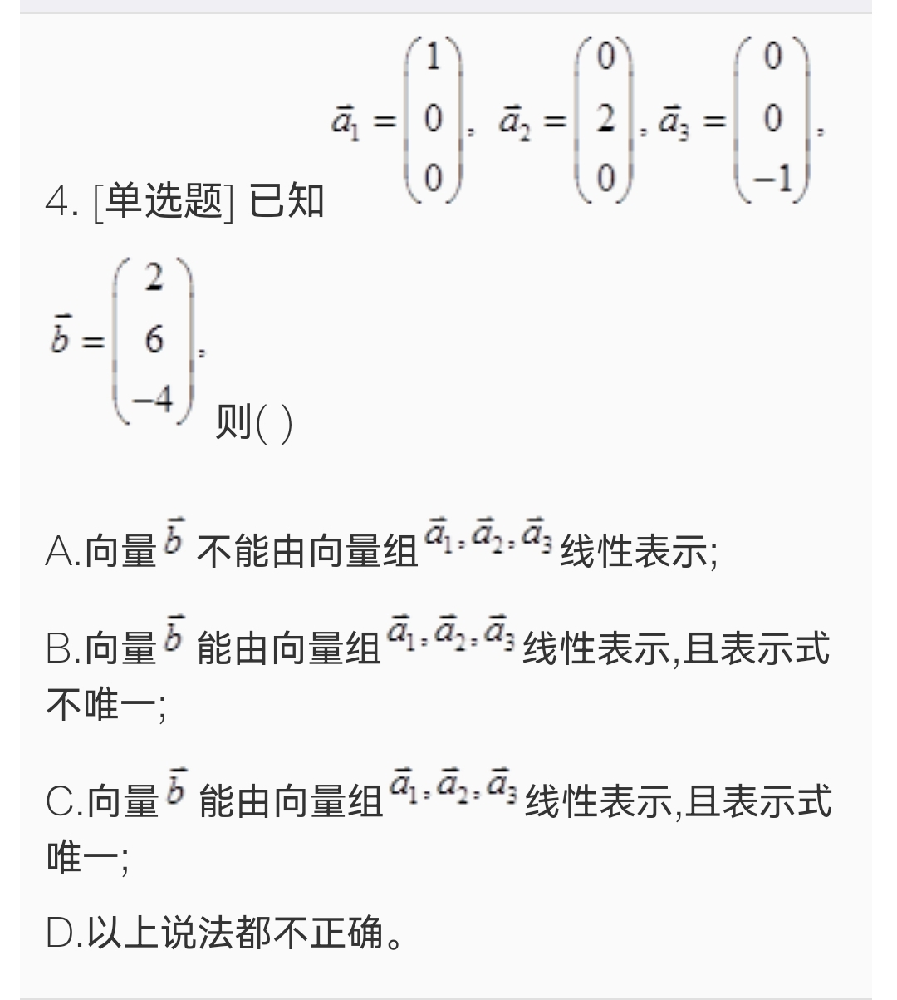 4. [单选题] 已知 $\vec{a}_1 = \begin{pmatrix} 1 \\ 0 \\ 0 \end{pmatrix}, \vec{a}_2 = \begin{pmatrix} 0 \\ 2 \\ 0 \end{pmatrix}, \vec{a}_3 = \begin{pmatrix} 0 \\ 0 \\ -1 \end{pmatrix},$
$\vec{b} = \begin{pmatrix} 2 \\ 6 \\ -4 \end{pmatrix},$ 则( )
A.向量 $\vec{b}$ 不能由向量组 $\vec{a}_1, \vec{a}_2, \vec{a}_3$ 线性表示;
B.向量 $\vec{b}$ 能由向量组 $\vec{a}_1, \vec{a}_2, \vec{a}_3$ 线性表示,且表示式
不唯一;
C.向量 $\vec{b}$ 能由向量组 $\vec{a}_1, \vec{a}_2, \vec{a}_3$ 线性表示,且表示式
唯一;
D.以上说法都不正确。